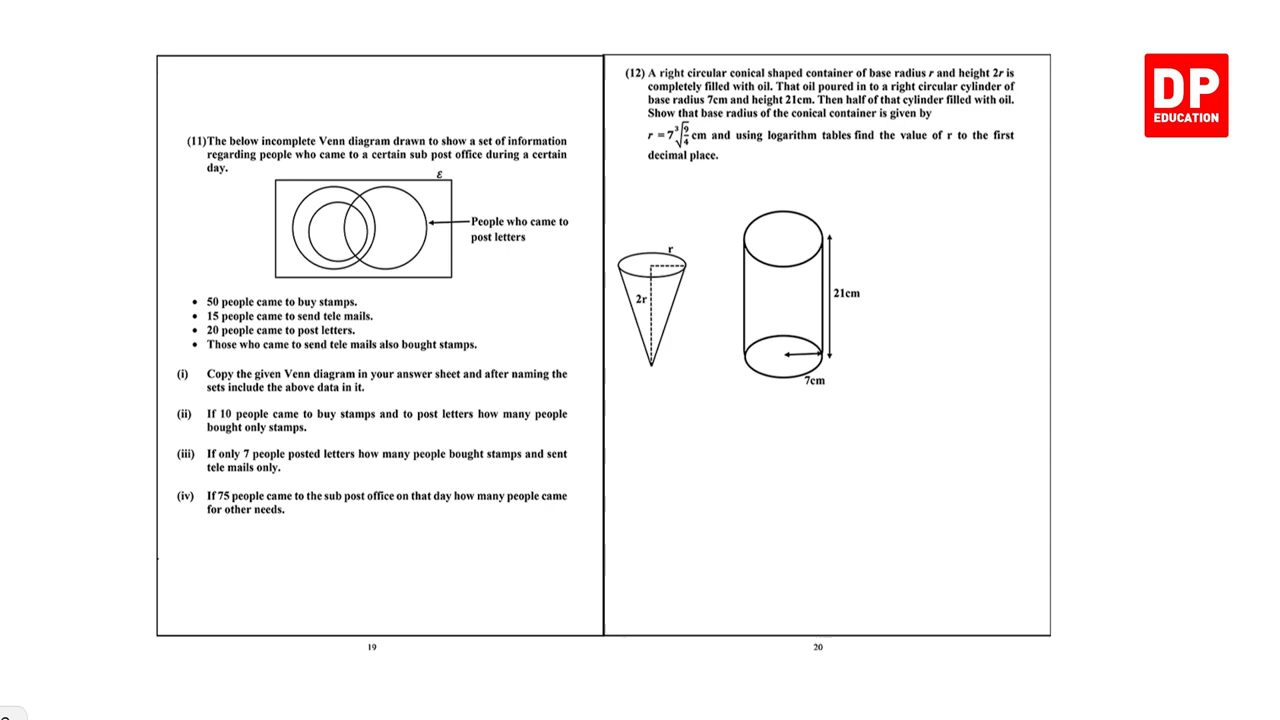 (11)The below incomplete Venn diagram drawn to show a set of information
regarding people who came to a certain sub post office during a certain
day.
ε
People who came to
post letters
• 50 people came to buy stamps.
• 15 people came to send tele mails.
• 20 people came to post letters.
• Those who came to send tele mails also bought stamps.
(i) Copy the given Venn diagram in your answer sheet and after naming the
sets include the above data in it.
(ii) If 10 people came to buy stamps and to post letters how many people
bought only stamps.
(iii) If only 7 people posted letters how many people bought stamps and sent
tele mails only.
(iv) If 75 people came to the sub post office on that day how many people came
for other needs.
19
(12) A right circular conical shaped container of base radius r and height 2r is
completely filled with oil. That oil poured in to a right circular cylinder of
base radius 7cm and height 21cm. Then half of that cylinder filled with oil.
Show that base radius of the conical container is given by
r = 7∛(9/4) cm and using logarithm tables find the value of r to the first
decimal place.
r
2r
21cm
7cm
20
DP
EDUCATION